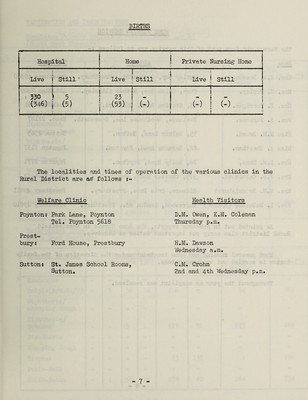 BIRTHS
Hospital Home Private Nursing Home
Live Still Live Still Live Still
330 5 23 - - -
(346) (5) (53) (-) (-) (-)
The localities and times of operation of the various clinics in the
Rural District are as follows :-
Welfare Clinic Health Visitors
Poynton: Park Lane, Poynton D.M. Owen, K.M. Coleman
Tel. Poynton 5618 Thursday p.m.
Prest-
bury: Ford House, Prestbury H.M. Dawson
Wednesday a.m.
Sutton: St. James School Rooms, C.M. Crohn
Sutton. 2nd and 4th Wednesday p.m.
- 7 -